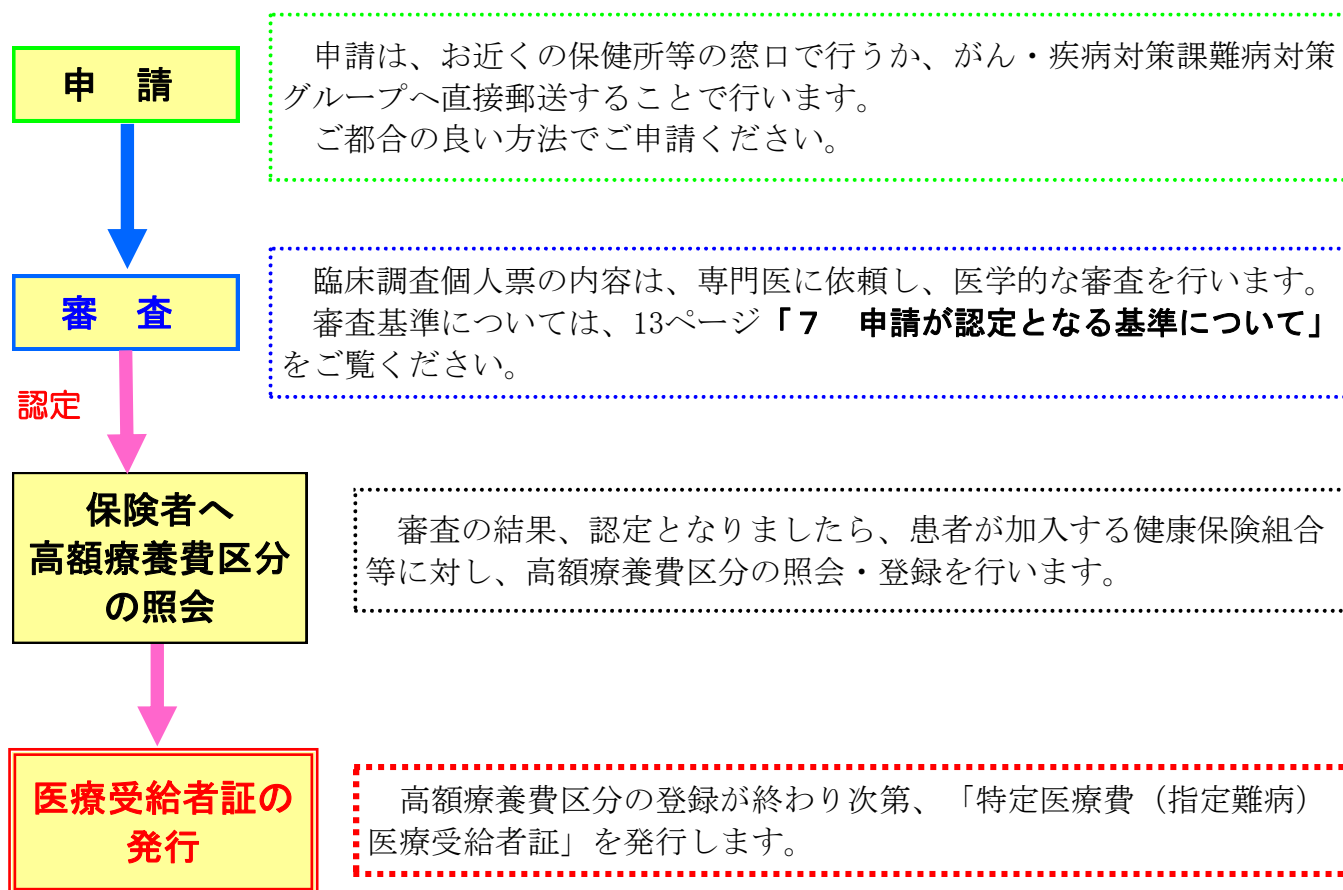 申　請
　申請は、お近くの保健所等の窓口で行うか、がん・疾病対策課難病対策
グループへ直接郵送することで行います。
　ご都合の良い方法でご申請ください。
審　査
　臨床調査個人票の内容は、専門医に依頼し、医学的な審査を行います。
　審査基準については、13ページ「７　申請が認定となる基準について」
をご覧ください。
認定
保険者へ
高額療養費区分
の照会
　審査の結果、認定となりましたら、患者が加入する健康保険組合
等に対し、高額療養費区分の照会・登録を行います。
医療受給者証の
発行
　高額療養費区分の登録が終わり次第、「特定医療費（指定難病）
医療受給者証」を発行します。